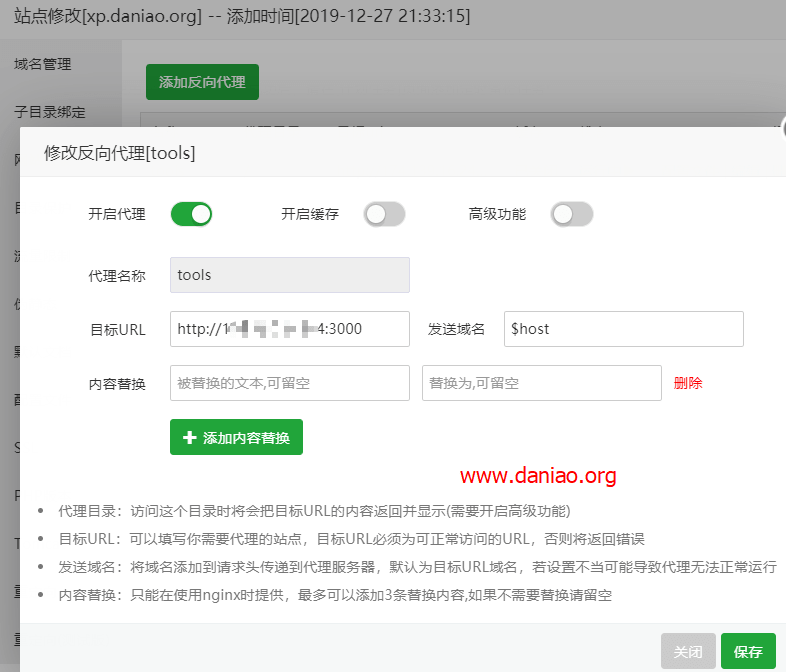 站点修改[xp.daniao.org] -- 添加时间[2019-12-27 21:33:15]
域名管理
添加反向代理
子目录绑定
修改反向代理[tools]
开启代理 开启缓存 高级功能
代理名称 tools
目标URL http://1 4:3000 发送域名 $host
内容替换 被替换的文本,可留空 替换为,可留空 删除
添加内容替换
www.daniao.org
代理目录：访问这个目录时将会把目标URL的内容返回并显示(需要开启高级功能)
目标URL：可以填写你需要代理的站点，目标URL必须为可正常访问的URL，否则将返回错误
发送域名：将域名添加到请求头传递到代理服务器，默认为目标URL域名，若设置不当可能导致代理无法正常运行
内容替换：只能在使用nginx时提供，最多可以添加3条替换内容,如果不需要替换请留空
关闭 保存